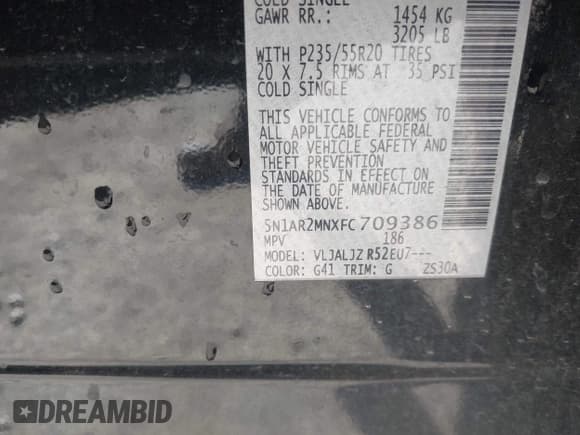 COLD SINGLE
GAWR RR.: 1454 KG
3205 LB
WITH P235/55R20 TIRES
20 X 7.5 RIMS AT 35 PSI
COLD SINGLE
THIS VEHICLE CONFORMS TO
ALL APPLICABLE FEDERAL
MOTOR VEHICLE SAFETY AND
THEFT PREVENTION
STANDARDS IN EFFECT ON
THE DATE OF MANUFACTURE
SHOWN ABOVE.
5N1AR2MNXFC709386
MPV 186
MODEL: VLJALJZ R52EU7---
COLOR: G41 TRIM: G ZS30A
DREAMBID